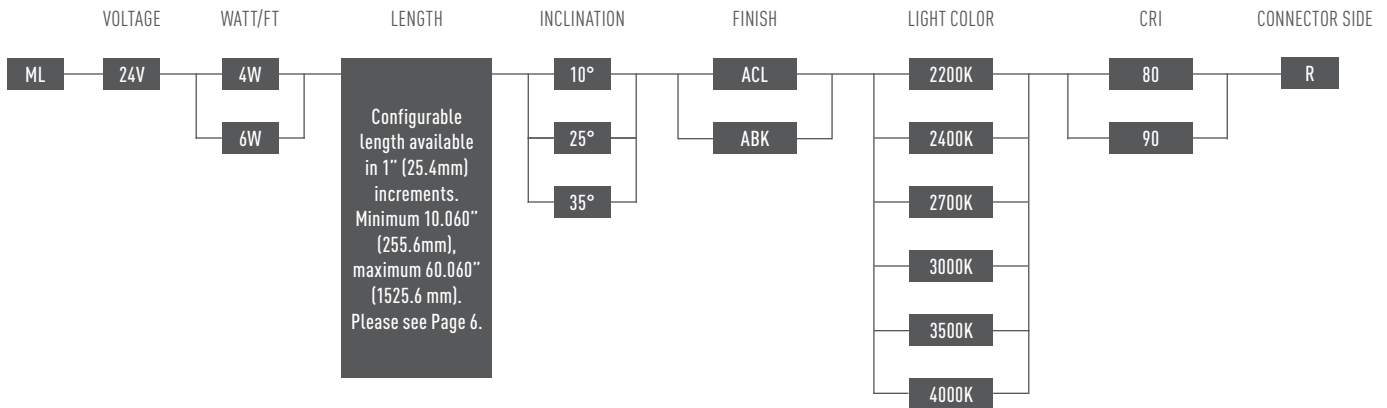 VOLTAGE WATT/FT LENGTH INCLINATION FINISH LIGHT COLOR CRI CONNECTOR SIDE
ML 24V 4W 10° ACL 2200K 80 R
6W 25° ABK 2400K 90
35° 2700K
3000K
3500K
4000K
Configurable
length available
in 1” (25.4mm)
increments.
Minimum 10.060”
(255.6mm),
maximum 60.060”
(1525.6 mm).
Please see Page 6.